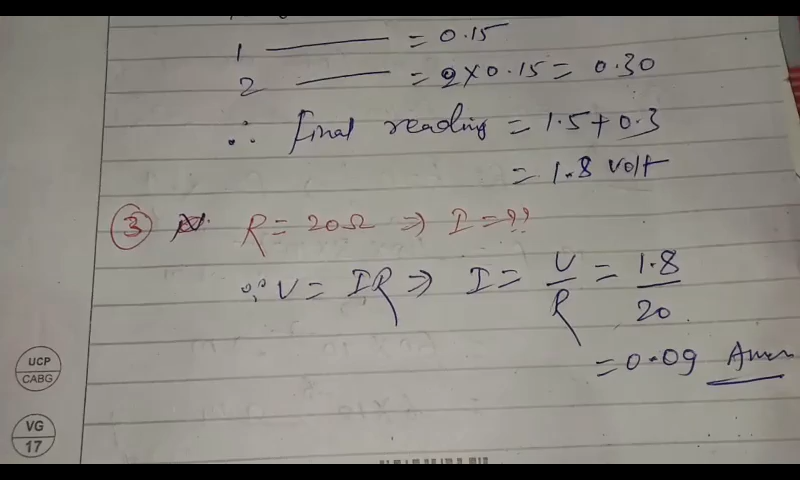 1 —— = 0.15
2 —— = 2×0.15 = 0.30
∴ final reading = 1.5+0.3
= 1.8 volt
③ R = 20Ω ⇒ I = ??
∵ V = IR ⇒ I = V/R = 1.8/20
= 0.09
UCP
CABG
VG
17